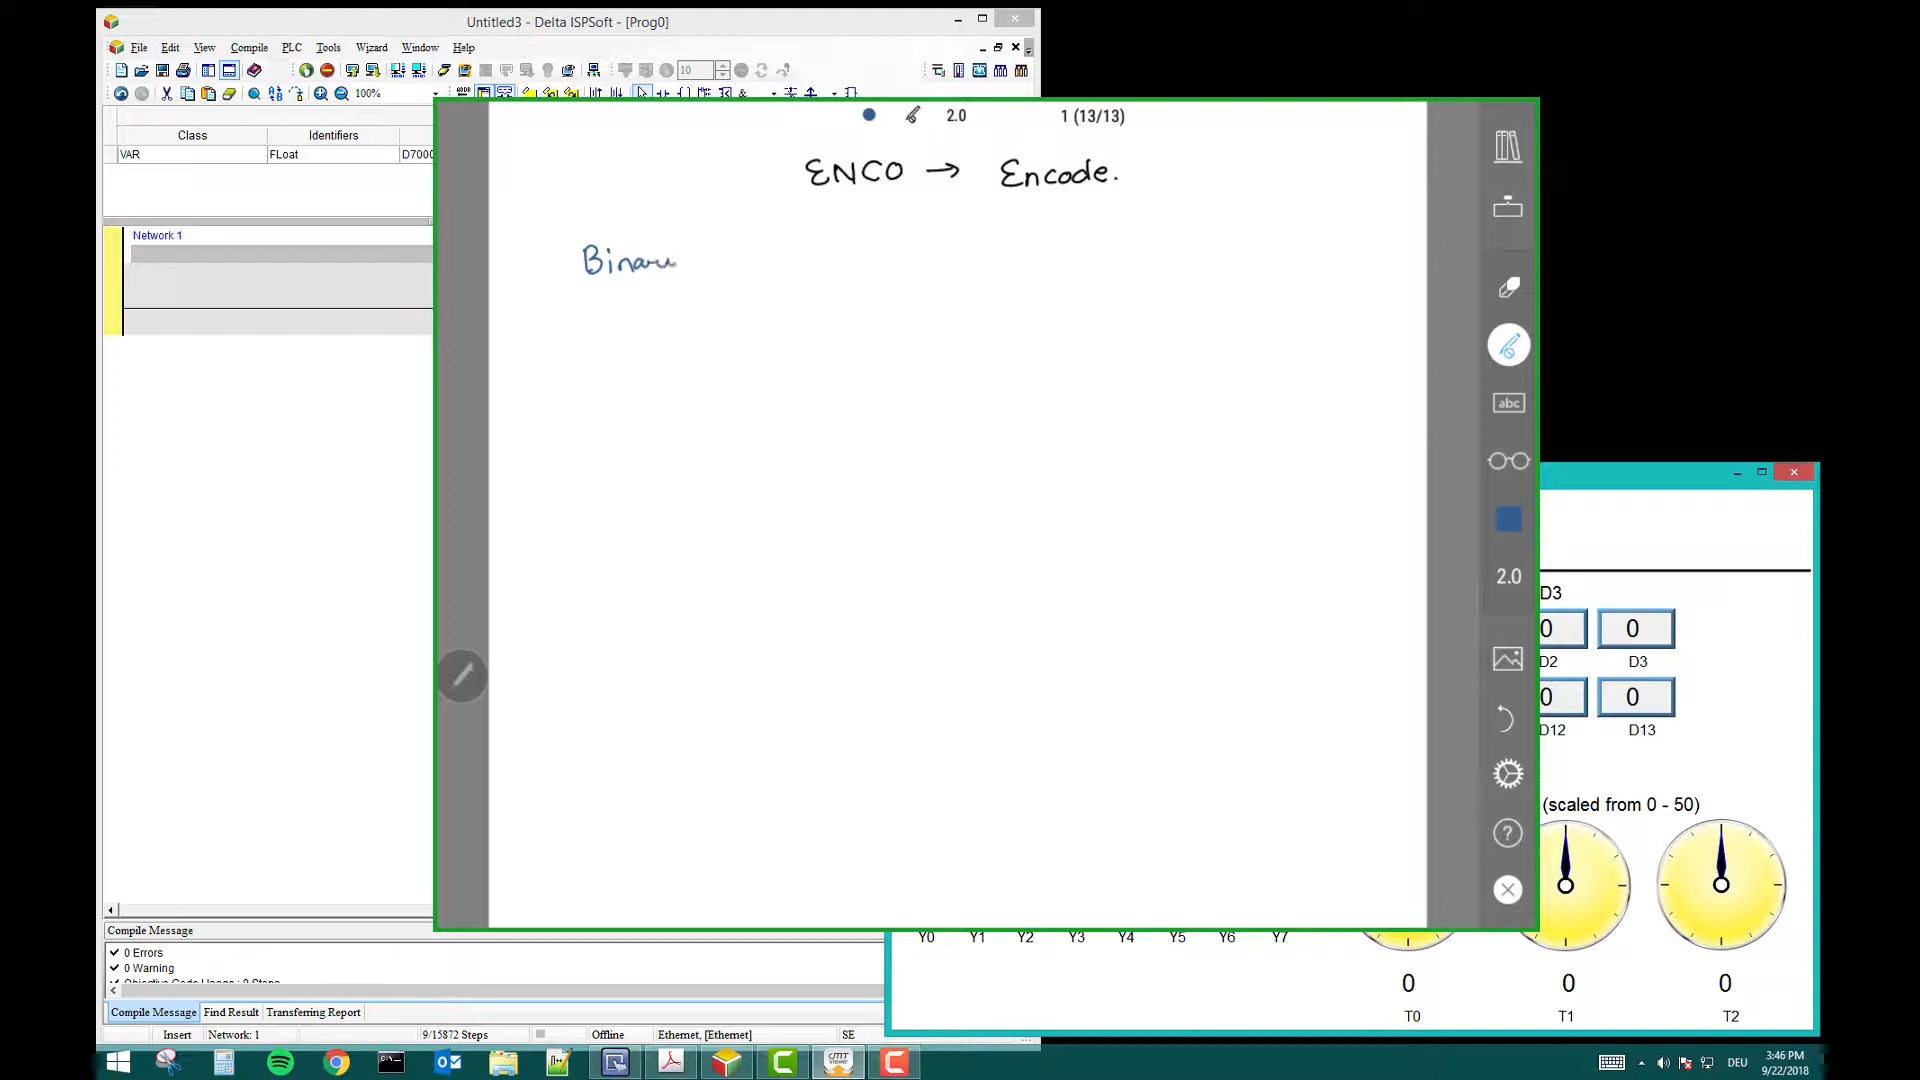 Untitled3 - Delta ISPSoft - [Prog0]
File Edit View Compile PLC Tools Wizard Window Help
10
100%
Class Identifiers
VAR FLoat D7000
Network 1
2.0 1 (13/13)
ENCO → Encode.
Binary
abc
2.0
D3
0 0
D2 D3
0 0
D12 D13
(scaled from 0 - 50)
Y0 Y1 Y2 Y3 Y4 Y5 Y6 Y7
0 0 0
T0 T1 T2
Compile Message
0 Errors
0 Warning
Compile Message Find Result Transferring Report
Insert Network: 1 9/15872 Steps Offline Ethernet, [Ethernet] SE
DEU
3:46 PM
9/22/2018